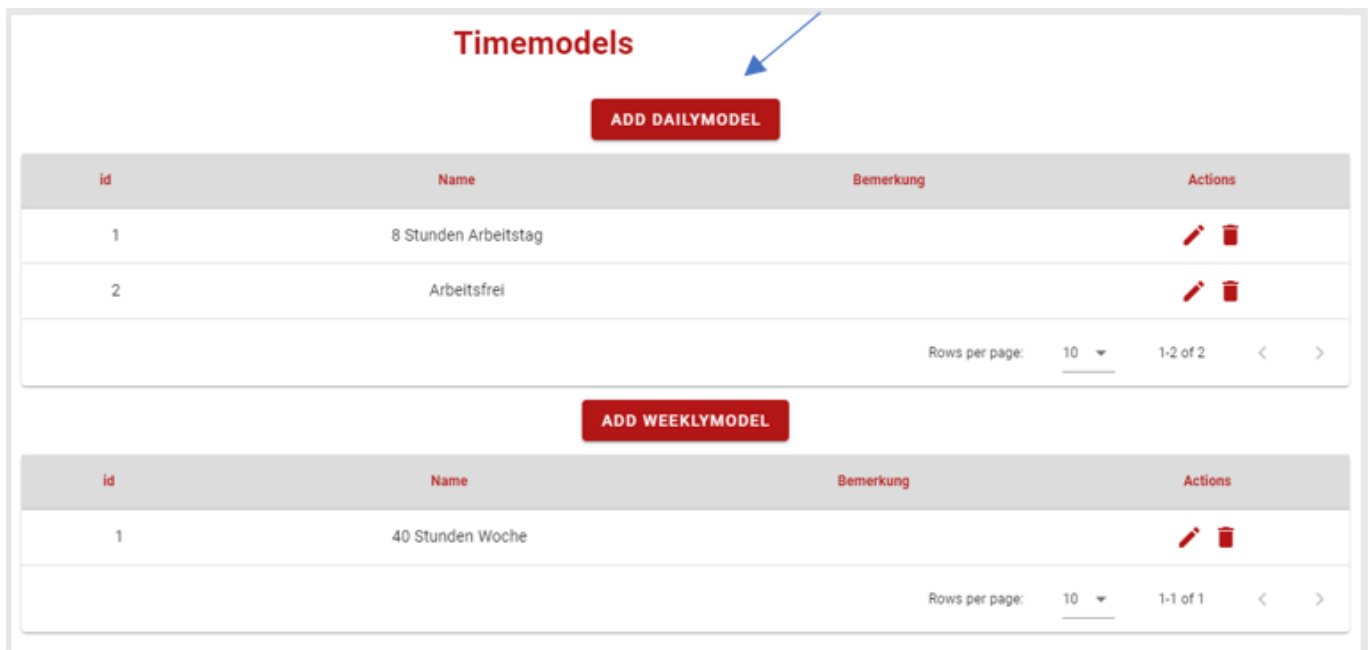 Timemodels
ADD DAILYMODEL
id Name Bemerkung Actions
1 8 Stunden Arbeitstag
2 Arbeitsfrei
Rows per page: 10 1-2 of 2
ADD WEEKLYMODEL
id Name Bemerkung Actions
1 40 Stunden Woche
Rows per page: 10 1-1 of 1